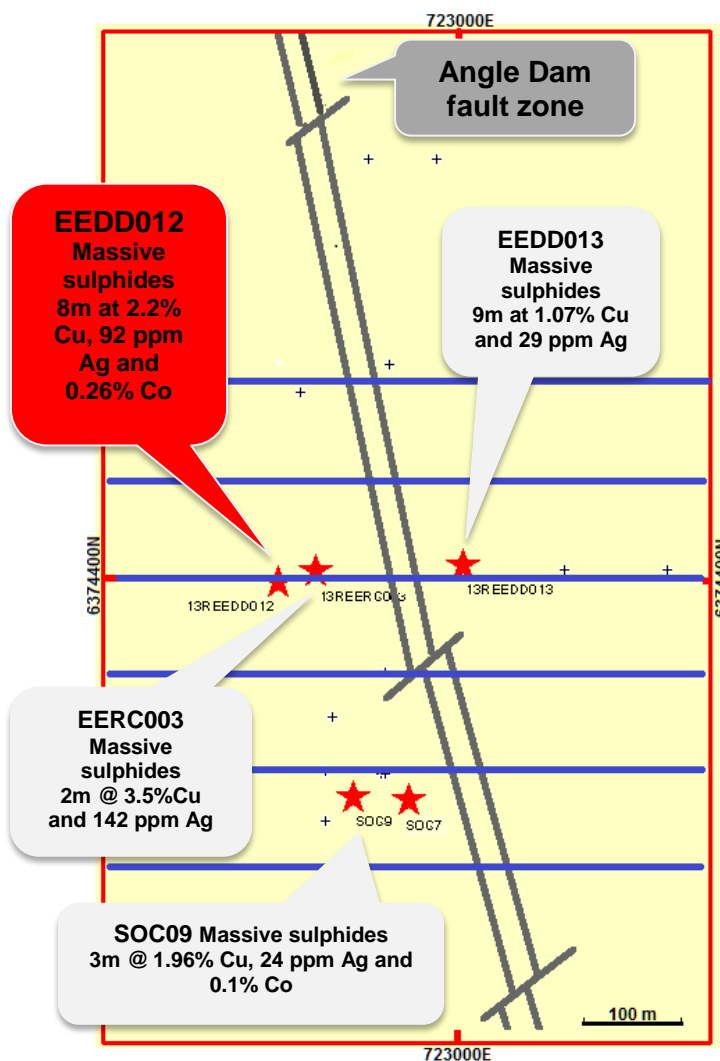 723000E
Angle Dam
fault zone
EEDD012
Massive
sulphides
8m at 2.2%
Cu, 92 ppm
Ag and
0.26% Co
EEDD013
Massive
sulphides
9m at 1.07% Cu
and 29 ppm Ag
6374400N
6374400N
13REEDD012
13REEDD013
EERC003
Massive
sulphides
2m @ 3.5%Cu
and 142 ppm Ag
SOC9
SOC7
SOC09 Massive sulphides
3m @ 1.96% Cu, 24 ppm Ag and
0.1% Co
100 m
723000E